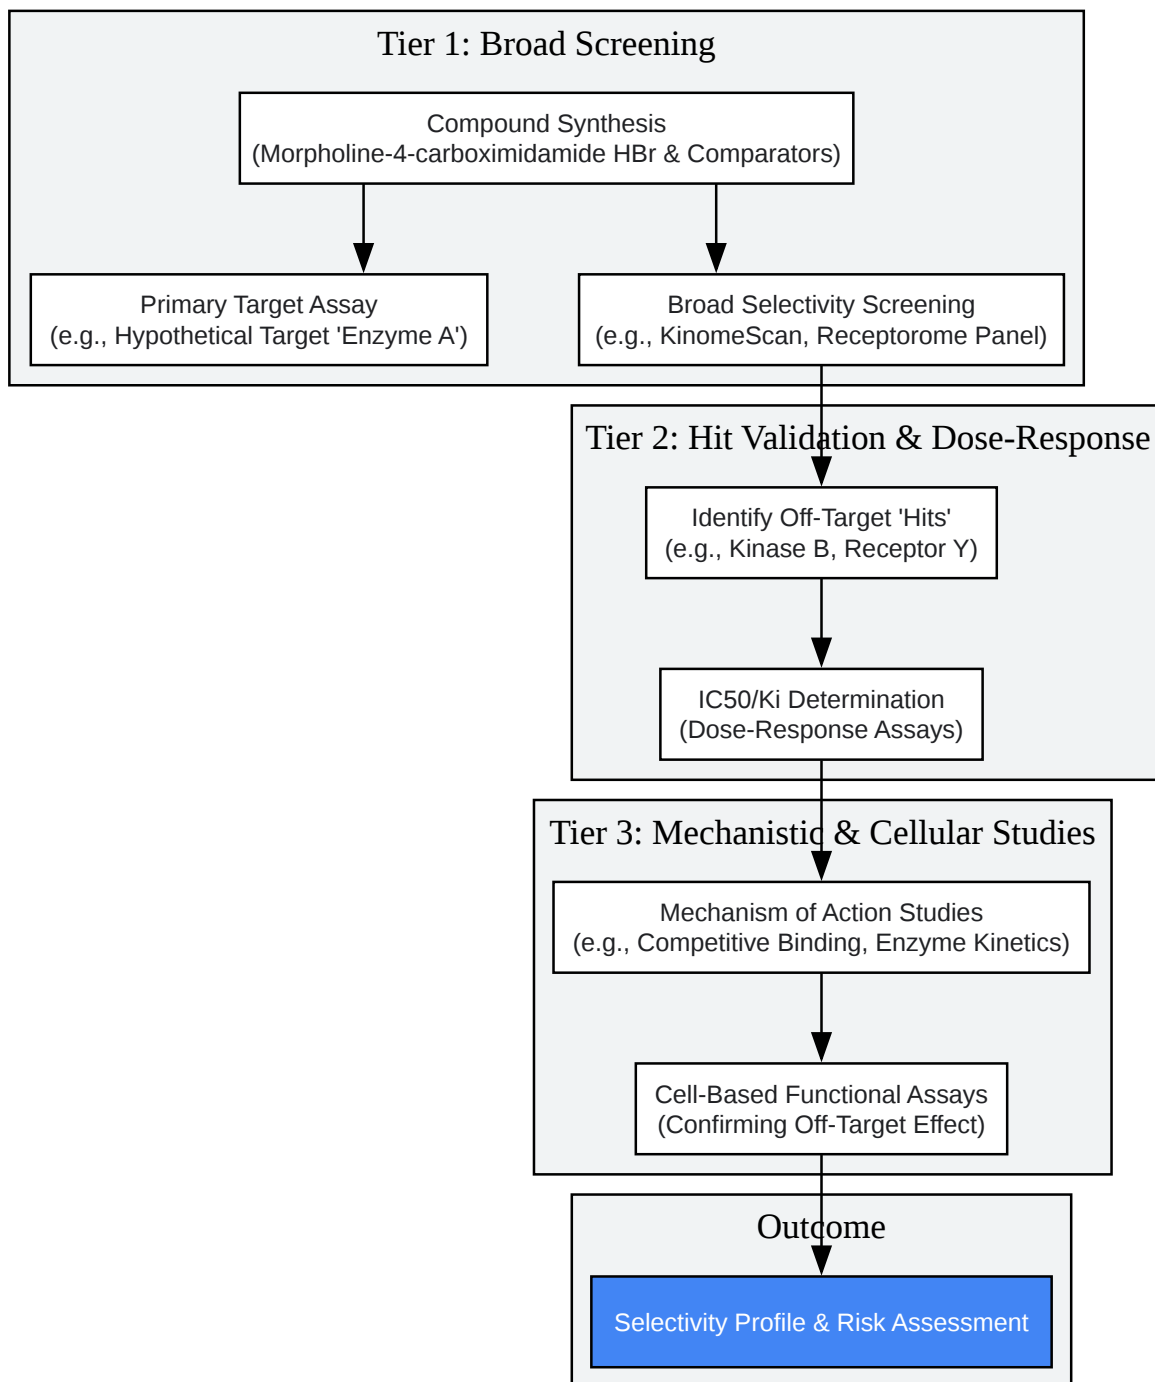 Tier 1: Broad Screening
Compound Synthesis
(Morpholine-4-carboximidamide HBr & Comparators)
Primary Target Assay
(e.g., Hypothetical Target 'Enzyme A')
Broad Selectivity Screening
(e.g., KinomeScan, Receptorome Panel)
Tier 2: Hit Validation & Dose-Response
Identify Off-Target 'Hits'
(e.g., Kinase B, Receptor Y)
IC50/Ki Determination
(Dose-Response Assays)
Tier 3: Mechanistic & Cellular Studies
Mechanism of Action Studies
(e.g., Competitive Binding, Enzyme Kinetics)
Cell-Based Functional Assays
(Confirming Off-Target Effect)
Outcome
Selectivity Profile & Risk Assessment